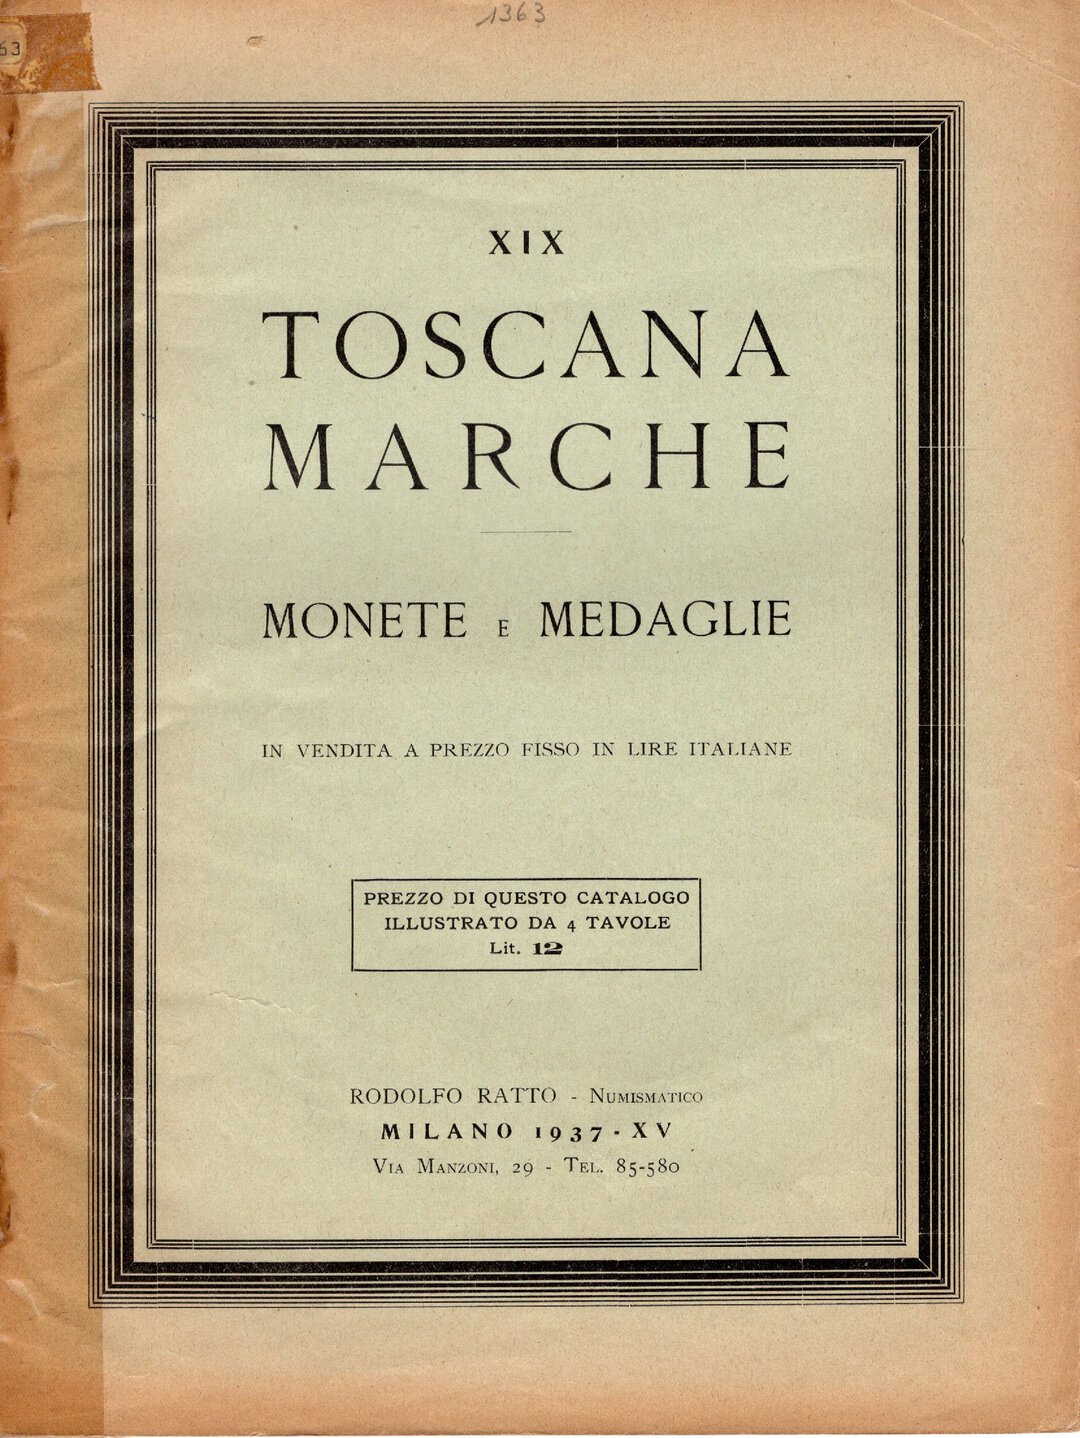 1363
63
XIX
TOSCANA
MARCHE
MONETE E MEDAGLIE
IN VENDITA A PREZZO FISSO IN LIRE ITALIANE
PREZZO DI QUESTO CATALOGO
ILLUSTRATO DA 4 TAVOLE
Lit. 12
RODOLFO RATTO - NUMISMATICO
MILANO 1937 - XV
VIA MANZONI, 29 - TEL. 85-580